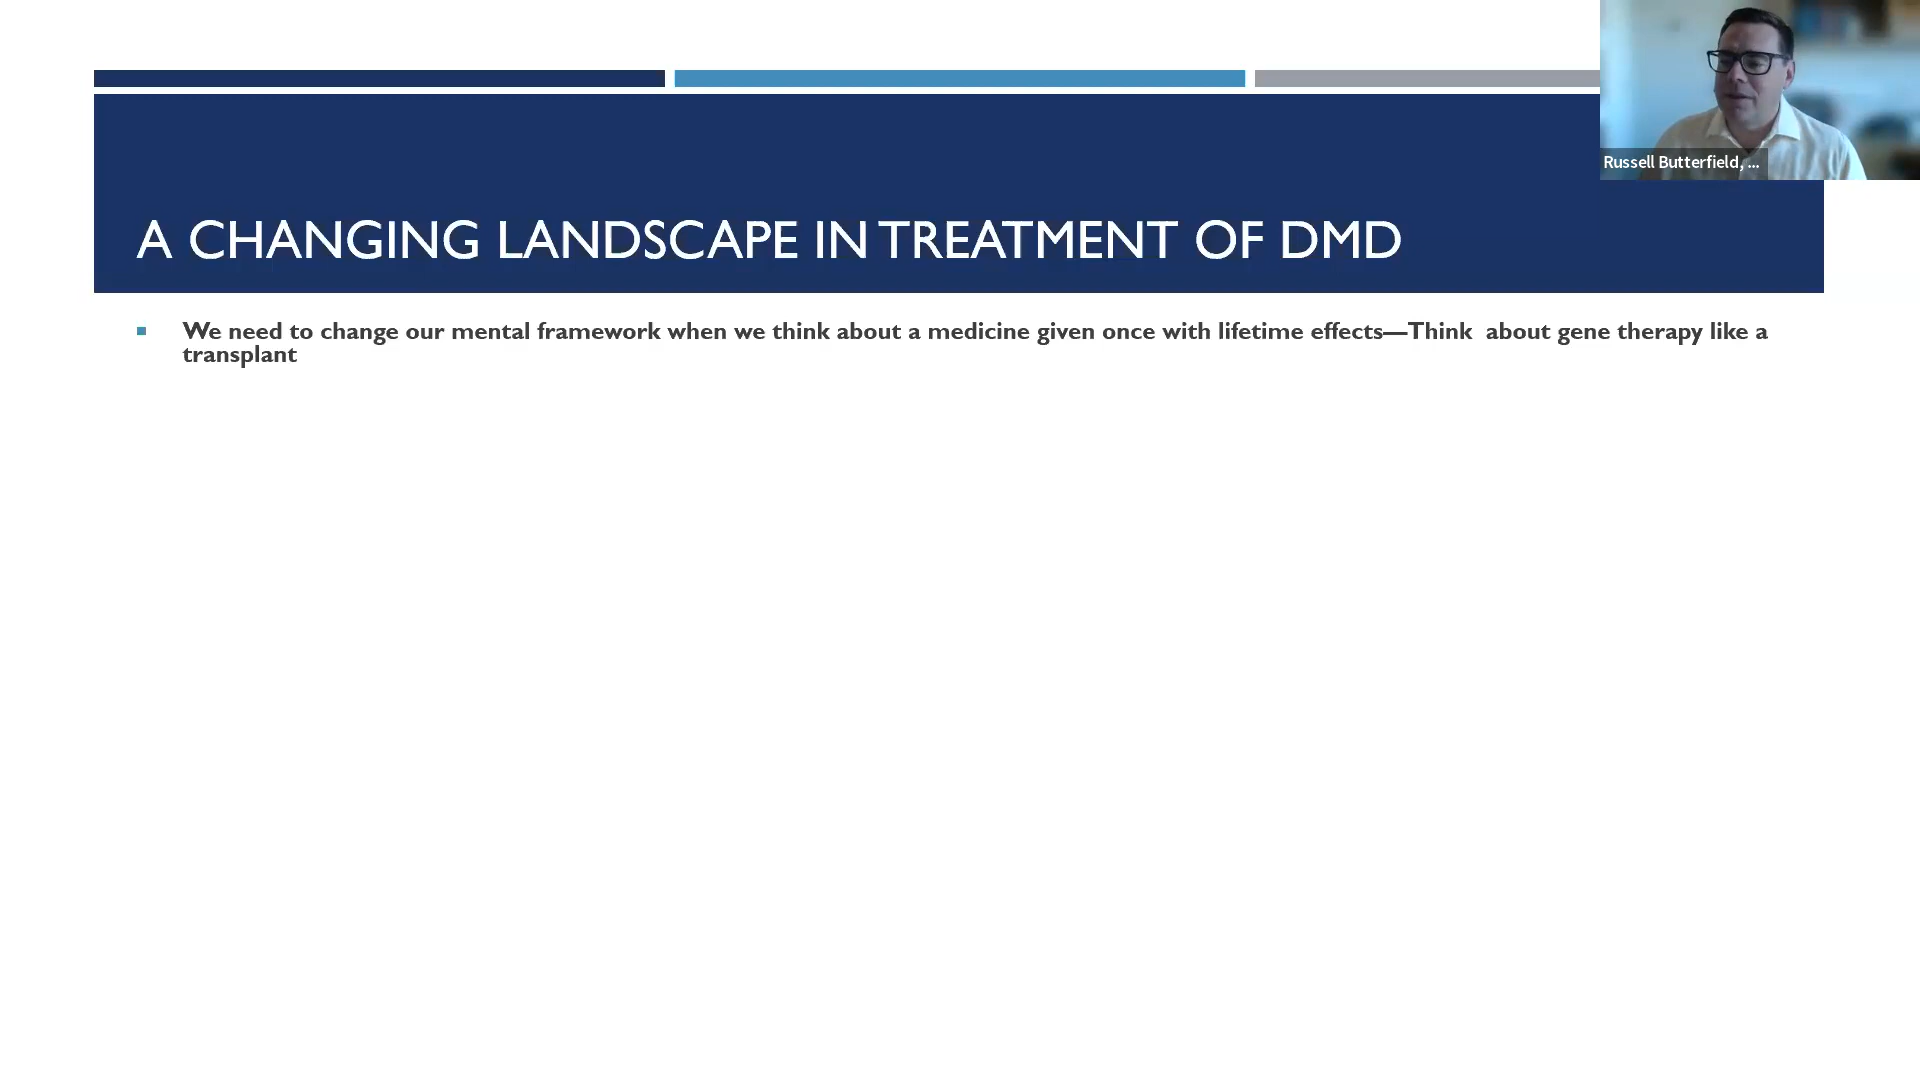 Russell Butterfield, ...
A CHANGING LANDSCAPE IN TREATMENT OF DMD
We need to change our mental framework when we think about a medicine given once with lifetime effects—Think  about gene therapy like a
transplant